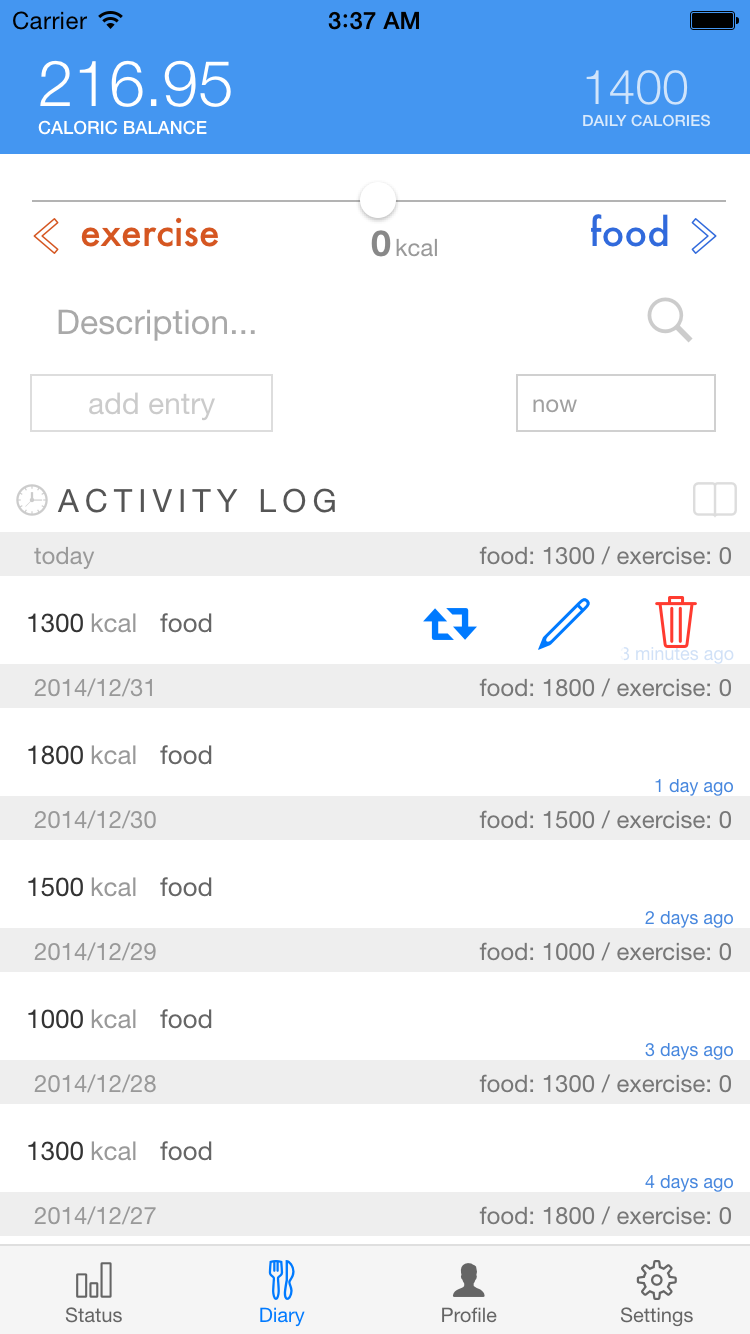 Carrier 3:37 AM
216.95 1400
CALORIC BALANCE DAILY CALORIES
exercise food
0 kcal
Description...
add entry now
ACTIVITY LOG
today food: 1300 / exercise: 0
1300 kcal food
3 minutes ago
2014/12/31 food: 1800 / exercise: 0
1800 kcal food
1 day ago
2014/12/30 food: 1500 / exercise: 0
1500 kcal food
2 days ago
2014/12/29 food: 1000 / exercise: 0
1000 kcal food
3 days ago
2014/12/28 food: 1300 / exercise: 0
1300 kcal food
4 days ago
2014/12/27 food: 1800 / exercise: 0
Status Diary Profile Settings